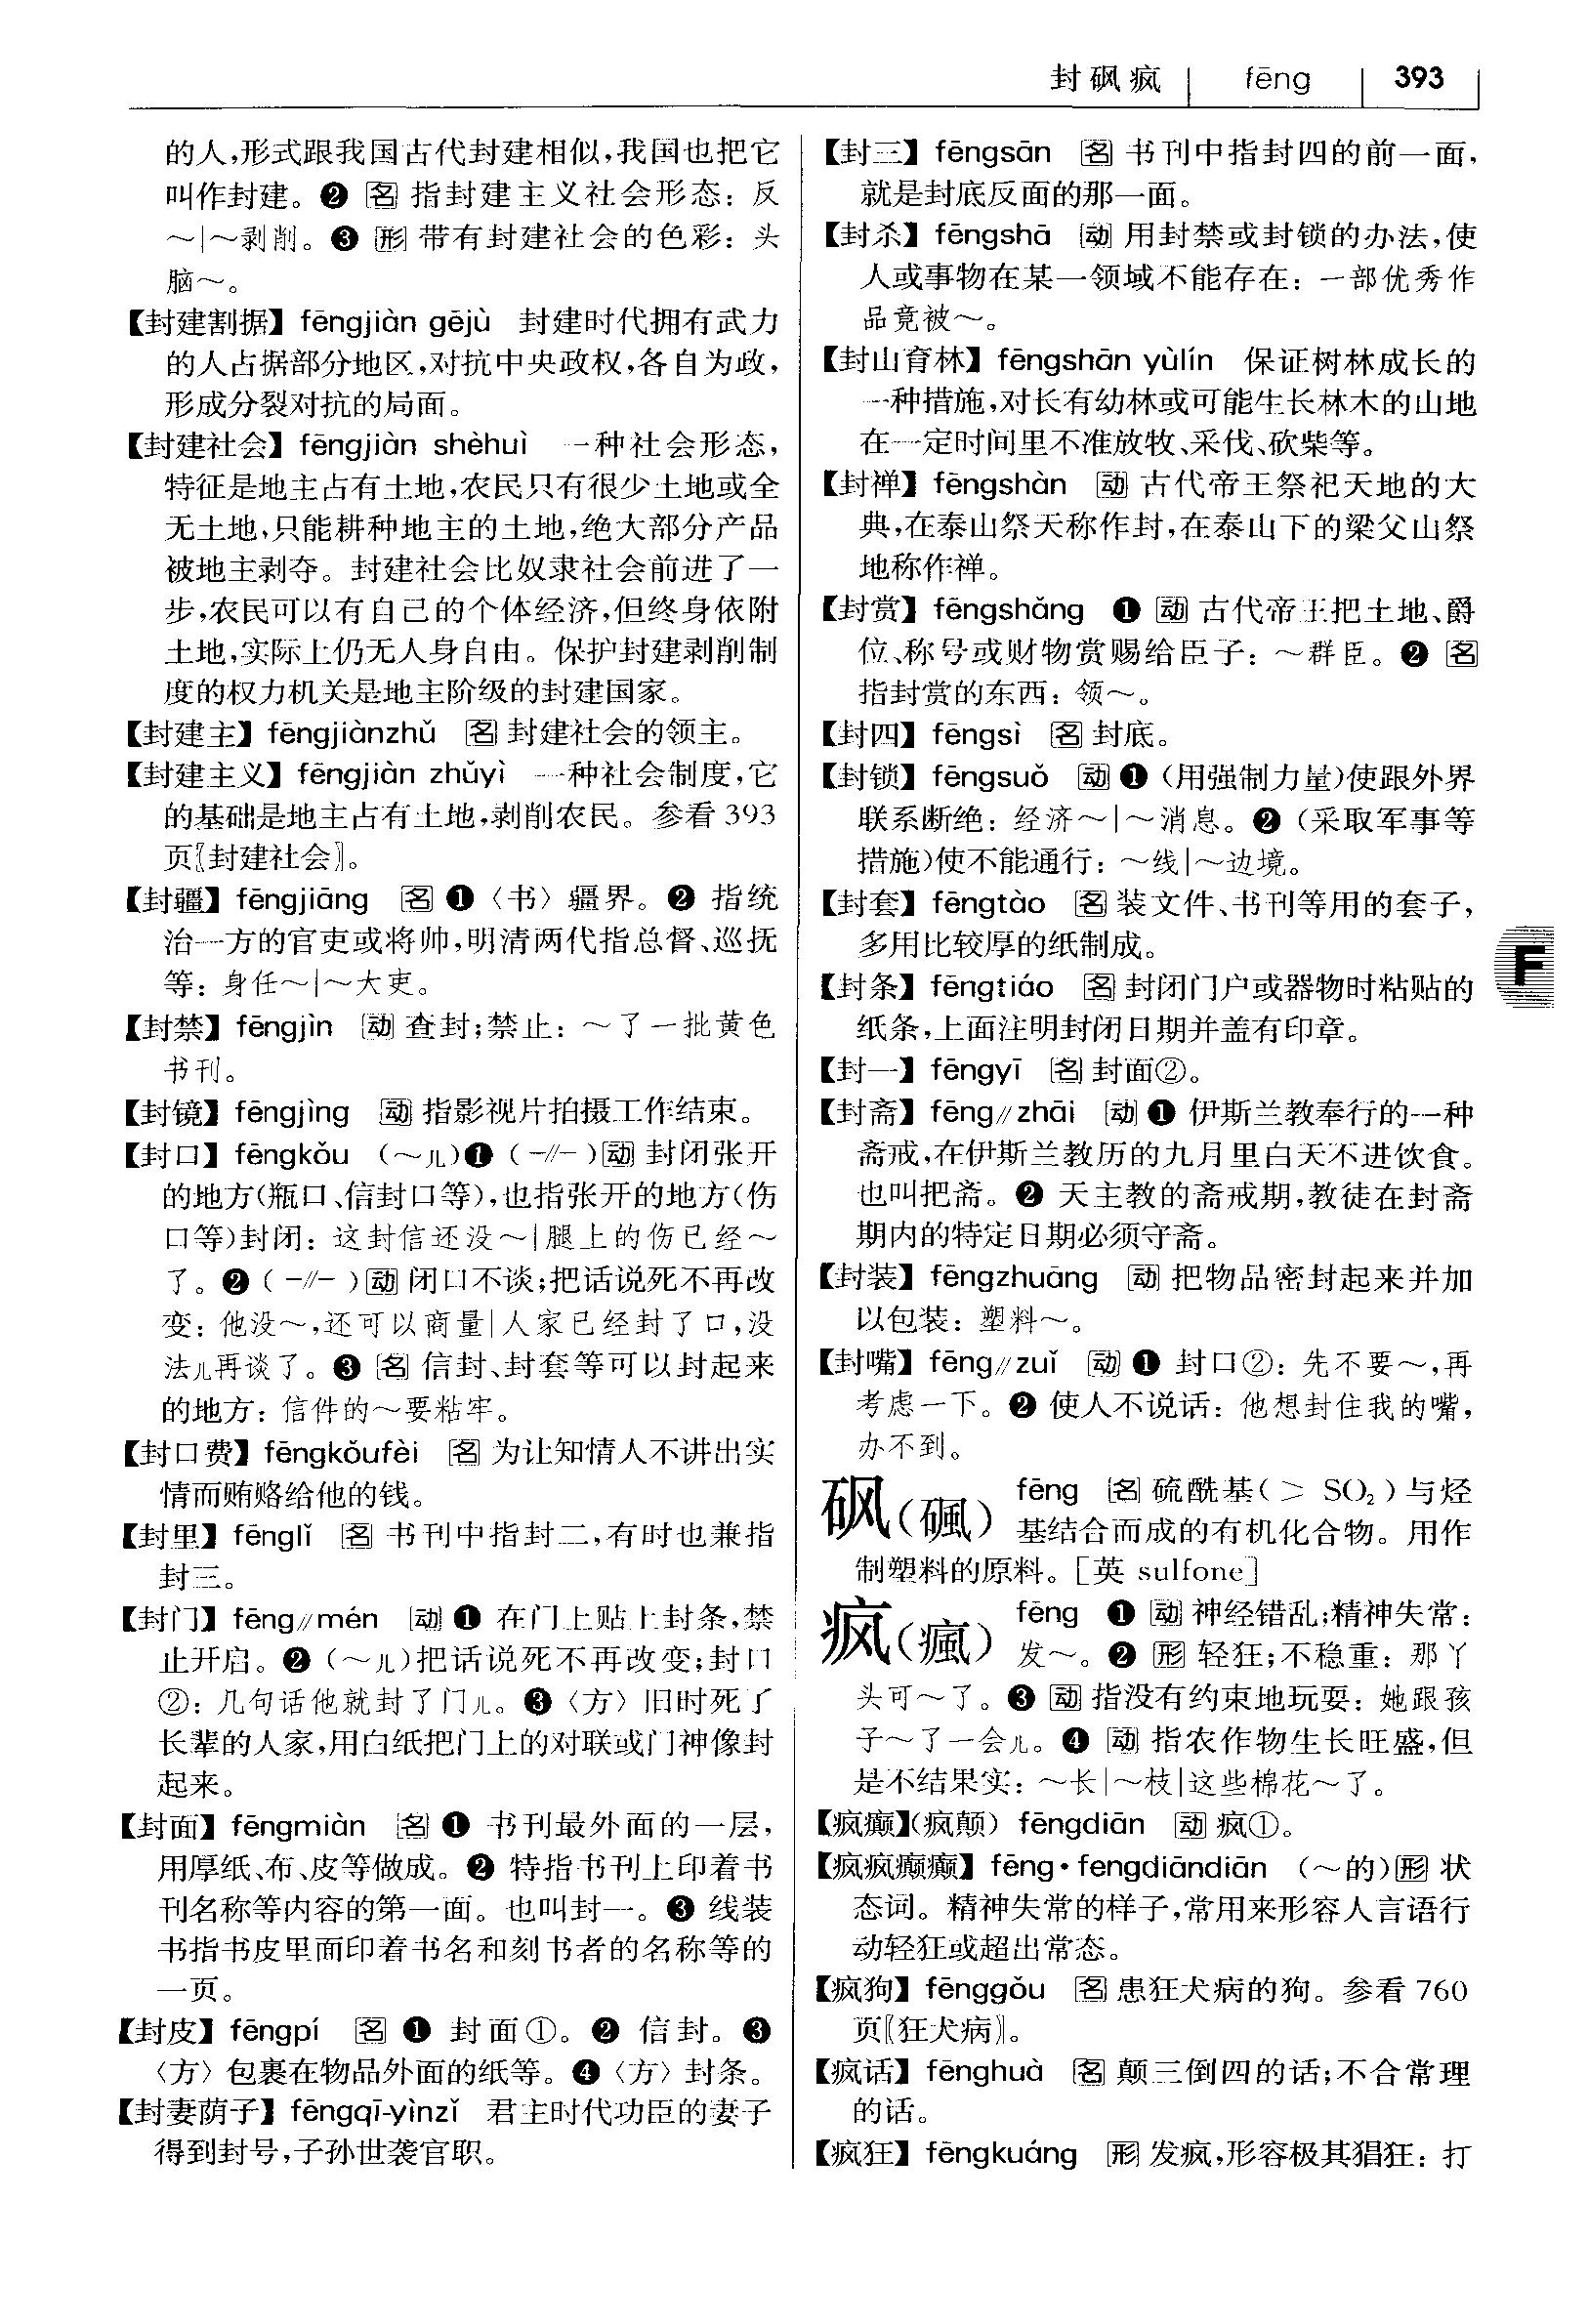 封砜疯 fēng 393
的人,形式跟我国古代封建相似,我国也把它
叫作封建。❷ 名 指封建主义社会形态：反
～|～剥削。❸ 形 带有封建社会的色彩：头
脑～。
【封建割据】fēngjiàn gējù 封建时代拥有武力
的人占据部分地区,对抗中央政权,各自为政,
形成分裂对抗的局面。
【封建社会】fēngjiàn shèhuì 一种社会形态,
特征是地主占有土地,农民只有很少土地或全
无土地,只能耕种地主的土地,绝大部分产品
被地主剥夺。封建社会比奴隶社会前进了一
步,农民可以有自己的个体经济,但终身依附
土地,实际上仍无人身自由。保护封建剥削制
度的权力机关是地主阶级的封建国家。
【封建主】fēngjiànzhǔ 名 封建社会的领主。
【封建主义】fēngjiàn zhǔyì 一种社会制度,它
的基础是地主占有土地,剥削农民。参看 393
页〖封建社会〗。
【封疆】fēngjiāng 名 ❶〈书〉疆界。❷ 指统
治一方的官吏或将帅,明清两代指总督、巡抚
等：身任～|～大吏。
【封禁】fēngjìn 动 查封;禁止：～了一批黄色
书刊。
【封镜】fēngjìng 动 指影视片拍摄工作结束。
【封口】fēngkǒu （～儿）❶（-//-）动 封闭张开
的地方(瓶口、信封口等),也指张开的地方(伤
口等)封闭：这封信还没～|腿上的伤已经～
了。❷（-//-）动 闭口不谈;把话说死不再改
变：他没～,还可以商量|人家已经封了口,没
法儿再谈了。❸ 名 信封、封套等可以封起来
的地方：信件的～要粘牢。
【封口费】fēngkǒufèi 名 为让知情人不讲出实
情而贿赂给他的钱。
【封里】fēnglǐ 名 书刊中指封二,有时也兼指
封三。
【封门】fēng//mén 动 ❶ 在门上贴上封条,禁
止开启。❷（～儿）把话说死不再改变;封口
②：几句话他就封了门儿。❸〈方〉旧时死了
长辈的人家,用白纸把门上的对联或门神像封
起来。
【封面】fēngmiàn 名 ❶ 书刊最外面的一层,
用厚纸、布、皮等做成。❷ 特指书刊上印着书
刊名称等内容的第一面。也叫封一。❸ 线装
书指书皮里面印着书名和刻书者的名称等的
一页。
【封皮】fēngpí 名 ❶ 封面①。❷ 信封。❸
〈方〉包裹在物品外面的纸等。❹〈方〉封条。
【封妻荫子】fēngqī-yìnzǐ 君主时代功臣的妻子
得到封号,子孙世袭官职。
【封三】fēngsān 名 书刊中指封四的前一面,
就是封底反面的那一面。
【封杀】fēngshā 动 用封禁或封锁的办法,使
人或事物在某一领域不能存在：一部优秀作
品竟被～。
【封山育林】fēngshān yùlín 保证树林成长的
一种措施,对长有幼林或可能生长林木的山地
在一定时间里不准放牧、采伐、砍柴等。
【封禅】fēngshàn 动 古代帝王祭祀天地的大
典,在泰山祭天称作封,在泰山下的梁父山祭
地称作禅。
【封赏】fēngshǎng ❶ 动 古代帝王把土地、爵
位、称号或财物赏赐给臣子：～群臣。❷ 名
指封赏的东西：领～。
【封四】fēngsì 名 封底。
【封锁】fēngsuǒ 动 ❶（用强制力量)使跟外界
联系断绝：经济～|～消息。❷（采取军事等
措施)使不能通行：～线|～边境。
【封套】fēngtào 名 装文件、书刊等用的套子,
多用比较厚的纸制成。
【封条】fēngtiáo 名 封闭门户或器物时粘贴的
纸条,上面注明封闭日期并盖有印章。
【封一】fēngyī 名 封面②。
【封斋】fēng//zhāi 动 ❶ 伊斯兰教奉行的一种
斋戒,在伊斯兰教历的九月里白天不进饮食。
也叫把斋。❷ 天主教的斋戒期,教徒在封斋
期内的特定日期必须守斋。
【封装】fēngzhuāng 动 把物品密封起来并加
以包装：塑料～。
【封嘴】fēng//zuǐ 动 ❶ 封口②：先不要～,再
考虑一下。❷ 使人不说话：他想封住我的嘴,
办不到。
砜(碸) fēng 名 硫酰基（＞SO₂）与烃
基结合而成的有机化合物。用作
制塑料的原料。[英 sulfone]
疯(瘋) fēng ❶ 动 神经错乱;精神失常：
发～。❷ 形 轻狂;不稳重：那丫
头可～了。❸ 动 指没有约束地玩耍：她跟孩
子～了一会儿。❹ 动 指农作物生长旺盛,但
是不结果实：～长|～枝|这些棉花～了。
【疯癫】(疯颠) fēngdiān 动 疯①。
【疯疯癫癫】fēng·fengdiāndiān （～的）形 状
态词。精神失常的样子,常用来形容人言语行
动轻狂或超出常态。
【疯狗】fēnggǒu 名 患狂犬病的狗。参看 760
页〖狂犬病〗。
【疯话】fēnghuà 名 颠三倒四的话;不合常理
的话。
【疯狂】fēngkuáng 形 发疯,形容极其猖狂：打
F